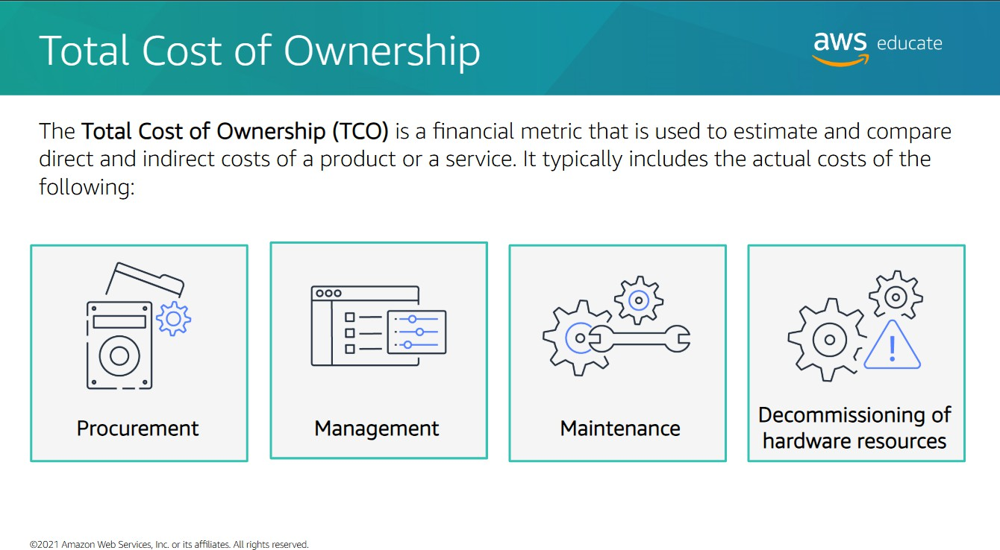 Total Cost of Ownership
aws educate
The Total Cost of Ownership (TCO) is a financial metric that is used to estimate and compare
direct and indirect costs of a product or a service. It typically includes the actual costs of the
following:
Procurement
Management
Maintenance
Decommissioning of
hardware resources
©2021 Amazon Web Services, Inc. or its affiliates. All rights reserved.